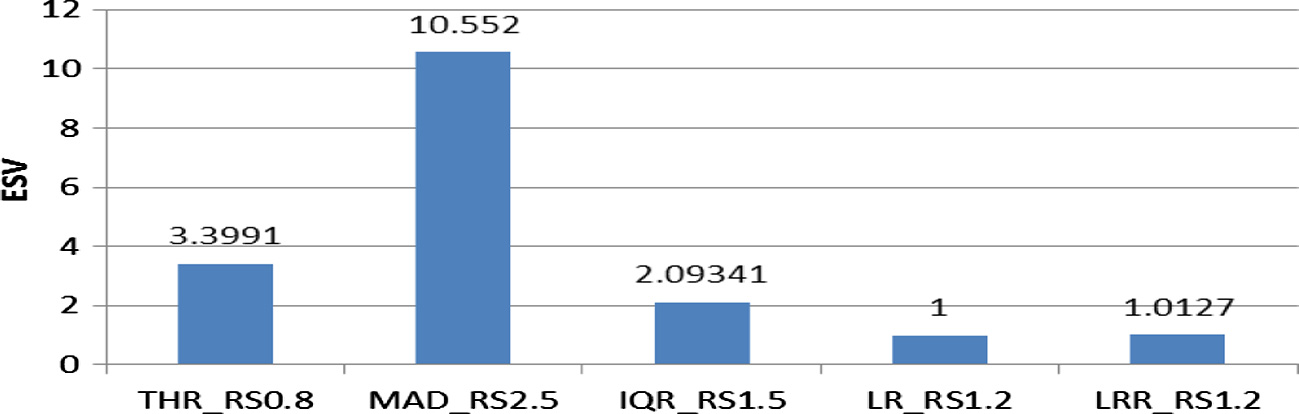 12
10
8
6
4
2
0
ESV
3.3991
10.552
2.09341
1
1.0127
THR_RS0.8
MAD_RS2.5
IQR_RS1.5
LR_RS1.2
LRR_RS1.2